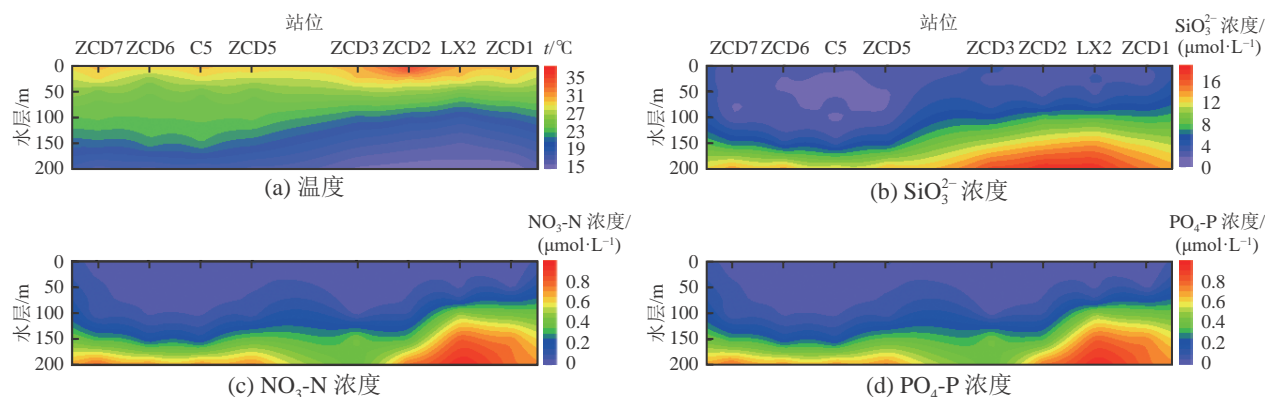 站位
ZCD7 ZCD6 C5 ZCD5 ZCD3 ZCD2 LX2 ZCD1
t/℃
水层/m
0
50
100
150
200
35
31
27
23
19
15
(a) 温度
站位
ZCD7 ZCD6 C5 ZCD5 ZCD3 ZCD2 LX2 ZCD1
SiO₃²⁻ 浓度/
(μmol·L⁻¹)
水层/m
0
50
100
150
200
16
12
8
4
0
(b) SiO₃²⁻ 浓度
NO₃-N 浓度/
(μmol·L⁻¹)
水层/m
0
50
100
150
200
0.8
0.6
0.4
0.2
0
(c) NO₃-N 浓度
PO₄-P 浓度/
(μmol·L⁻¹)
水层/m
0
50
100
150
200
0.8
0.6
0.4
0.2
0
(d) PO₄-P 浓度